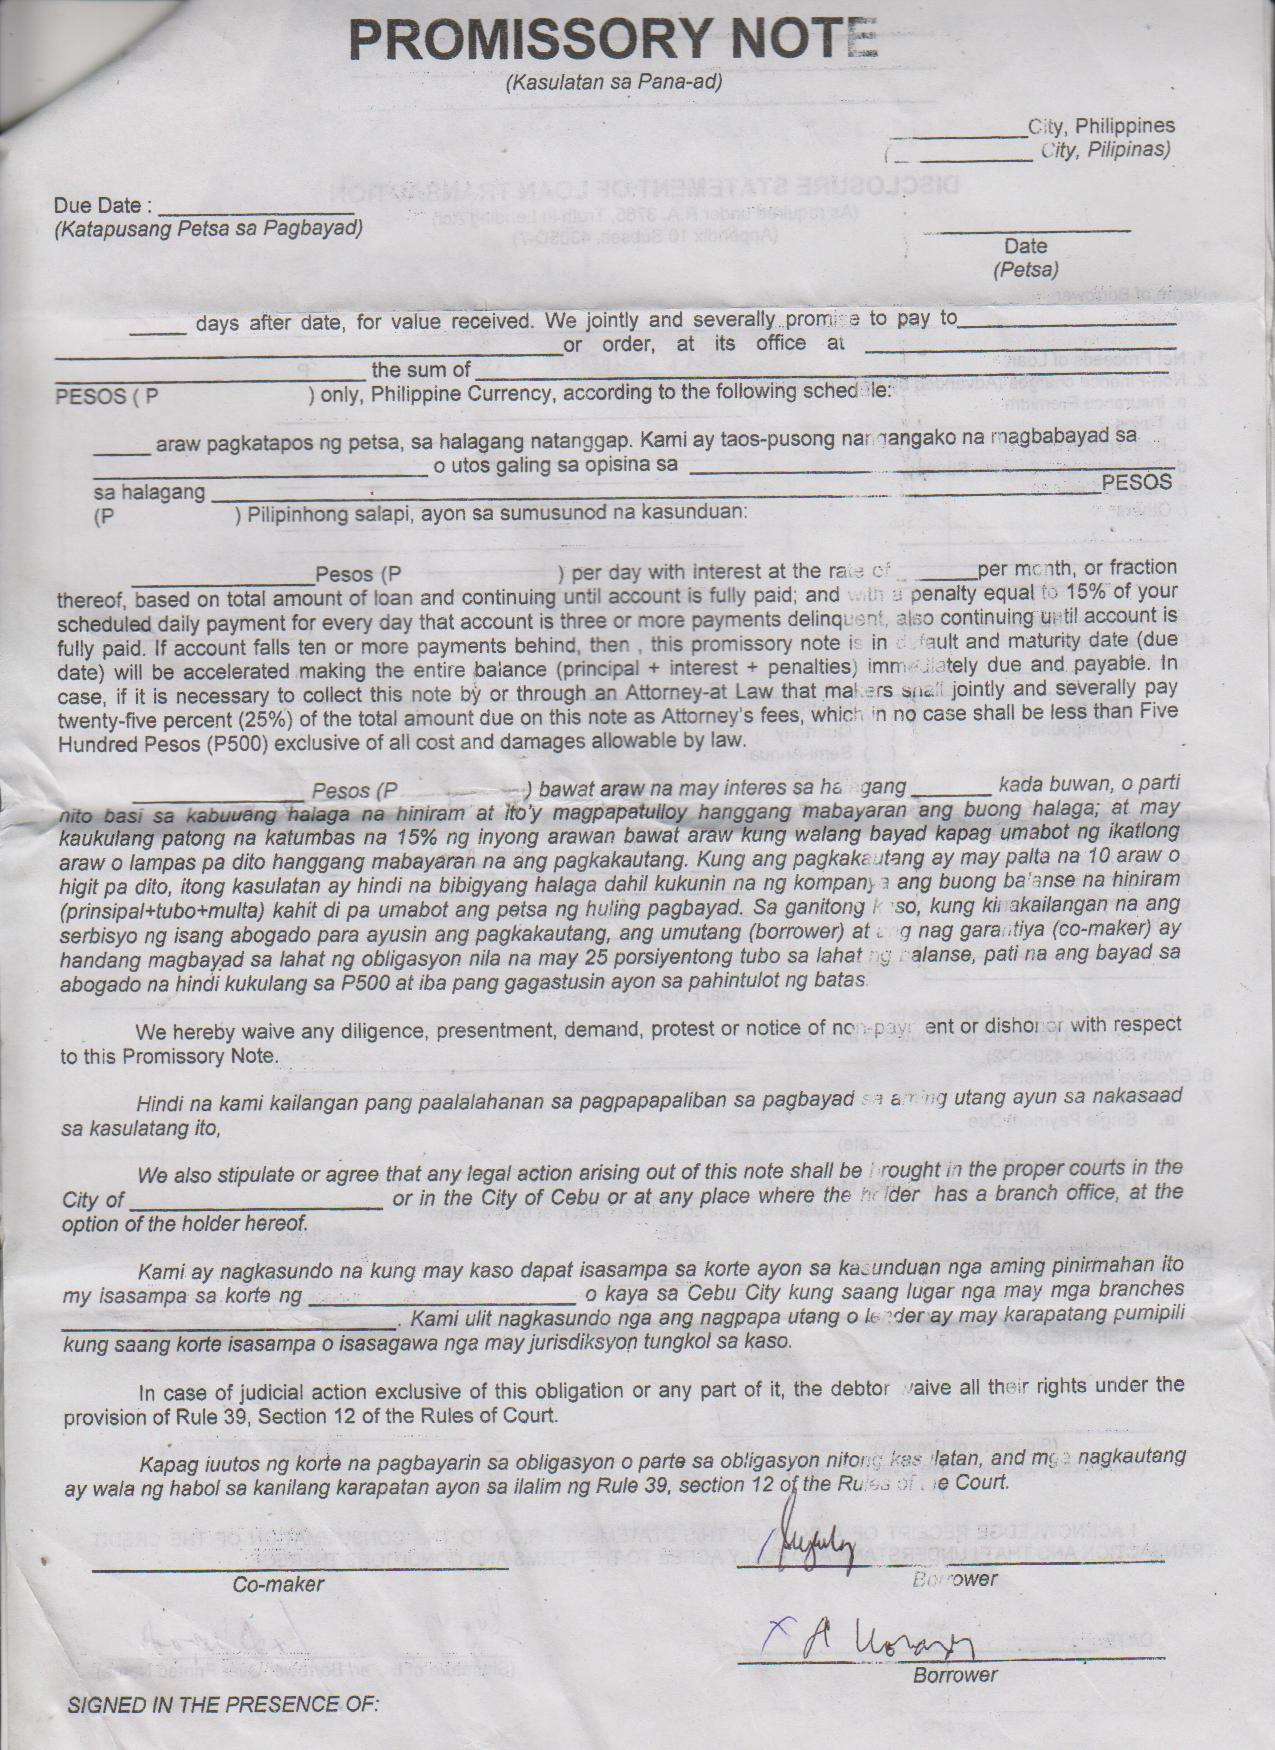 PROMISSORY NOTE
(Kasulatan sa Pana-ad)
____________City, Philippines
(_ __________ City, Pilipinas)
Due Date : _________________
(Katapusang Petsa sa Pagbayad)
Date
(Petsa)
_____ days after date, for value received. We jointly and severally promise to pay to___________________
_____________________________________________or order, at its office at ___________________________
____________________________ the sum of _____________________________________________________________
PESOS ( P ) only, Philippine Currency, according to the following schedule:
_____ araw pagkatapos ng petsa, sa halagang natanggap. Kami ay taos-pusong nangangako na magbabayad sa
______________________________ o utos galing sa opisina sa __________________________________________
sa halagang ______________________________________________________________________________PESOS
(P ) Pilipinhong salapi, ayon sa sumusunod na kasunduan:
________________Pesos (P ) per day with interest at the rate of _______per month, or fraction
thereof, based on total amount of loan and continuing until account is fully paid; and with a penalty equal to 15% of your
scheduled daily payment for every day that account is three or more payments delinquent, also continuing until account is
fully paid. If account falls ten or more payments behind, then , this promissory note is in default and maturity date (due
date) will be accelerated making the entire balance (principal + interest + penalties) immediately due and payable. In
case, if it is necessary to collect this note by or through an Attorney-at Law that makers shall jointly and severally pay
twenty-five percent (25%) of the total amount due on this note as Attorney's fees, which in no case shall be less than Five
Hundred Pesos (P500) exclusive of all cost and damages allowable by law.
_______________ Pesos (P ) bawat araw na may interes sa halagang _______ kada buwan, o parti
nito basi sa kabuuang halaga na hiniram at ito'y magpapatulloy hanggang mabayaran ang buong halaga; at may
kaukulang patong na katumbas na 15% ng inyong arawan bawat araw kung walang bayad kapag umabot ng ikatlong
araw o lampas pa dito hanggang mabayaran na ang pagkakautang. Kung ang pagkakautang ay may palta na 10 araw o
higit pa dito, itong kasulatan ay hindi na bibigyang halaga dahil kukunin na ng kompanya ang buong balanse na hiniram
(prinsipal+tubo+multa) kahit di pa umabot ang petsa ng huling pagbayad. Sa ganitong kaso, kung kinakailangan na ang
serbisyo ng isang abogado para ayusin ang pagkakautang, ang umutang (borrower) at ang nag garantiya (co-maker) ay
handang magbayad sa lahat ng obligasyon nila na may 25 porsiyentong tubo sa lahat ng balanse, pati na ang bayad sa
abogado na hindi kukulang sa P500 at iba pang gagastusin ayon sa pahintulot ng batas.
We hereby waive any diligence, presentment, demand, protest or notice of non-payment or dishonor with respect
to this Promissory Note.
Hindi na kami kailangan pang paalalahanan sa pagpapapaliban sa pagbayad sa aming utang ayun sa nakasaad
sa kasulatang ito,
We also stipulate or agree that any legal action arising out of this note shall be brought in the proper courts in the
City of ______________________ or in the City of Cebu or at any place where the holder has a branch office, at the
option of the holder hereof.
Kami ay nagkasundo na kung may kaso dapat isasampa sa korte ayon sa kasunduan nga aming pinirmahan ito
my isasampa sa korte ng _______________________ o kaya sa Cebu City kung saang lugar nga may mga branches
_____________________________. Kami ulit nagkasundo nga ang nagpapa utang o lender ay may karapatang pumipili
kung saang korte isasampa o isasagawa nga may jurisdiksyon tungkol sa kaso.
In case of judicial action exclusive of this obligation or any part of it, the debtor waive all their rights under the
provision of Rule 39, Section 12 of the Rules of Court.
Kapag iuutos ng korte na pagbayarin sa obligasyon o parte sa obligasyon nitong kasulatan, and mga nagkautang
ay wala ng habol sa kanilang karapatan ayon sa ilalim ng Rule 39, section 12 of the Rules of the Court.
Co-maker
Borrower
x
Borrower
SIGNED IN THE PRESENCE OF: